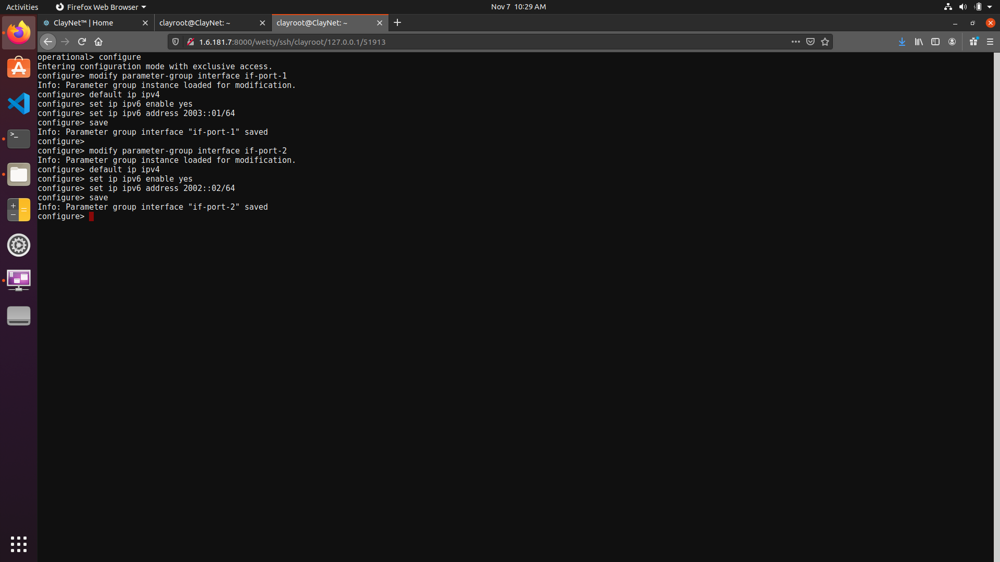 Activities
Firefox Web Browser
Nov 7 10:29 AM
ClayNet™ | Home
clayroot@ClayNet: ~
clayroot@ClayNet: ~
1.6.181.7:8000/wetty/ssh/clayroot/127.0.0.1/51913
operational> configure
Entering configuration mode with exclusive access.
configure> modify parameter-group interface if-port-1
Info: Parameter group instance loaded for modification.
configure> default ip ipv4
configure> set ip ipv6 enable yes
configure> set ip ipv6 address 2003::01/64
configure> save
Info: Parameter group interface "if-port-1" saved
configure>
configure> modify parameter-group interface if-port-2
Info: Parameter group instance loaded for modification.
configure> default ip ipv4
configure> set ip ipv6 enable yes
configure> set ip ipv6 address 2002::02/64
configure> save
Info: Parameter group interface "if-port-2" saved
configure>